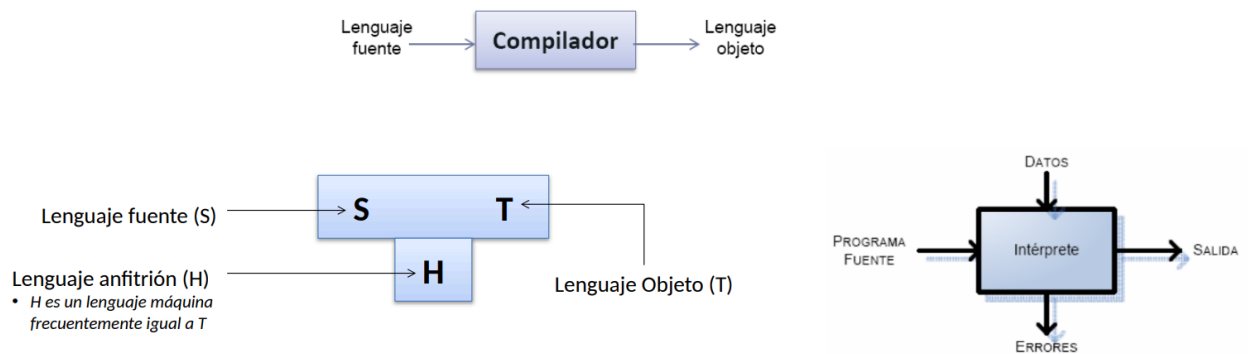 Lenguaje
fuente
Compilador
Lenguaje
objeto
Lenguaje fuente (S)
S
T
Lenguaje anfitrión (H)
• H es un lenguaje máquina
frecuentemente igual a T
H
Lenguaje Objeto (T)
DATOS
PROGRAMA
FUENTE
Intérprete
SALIDA
ERRORES